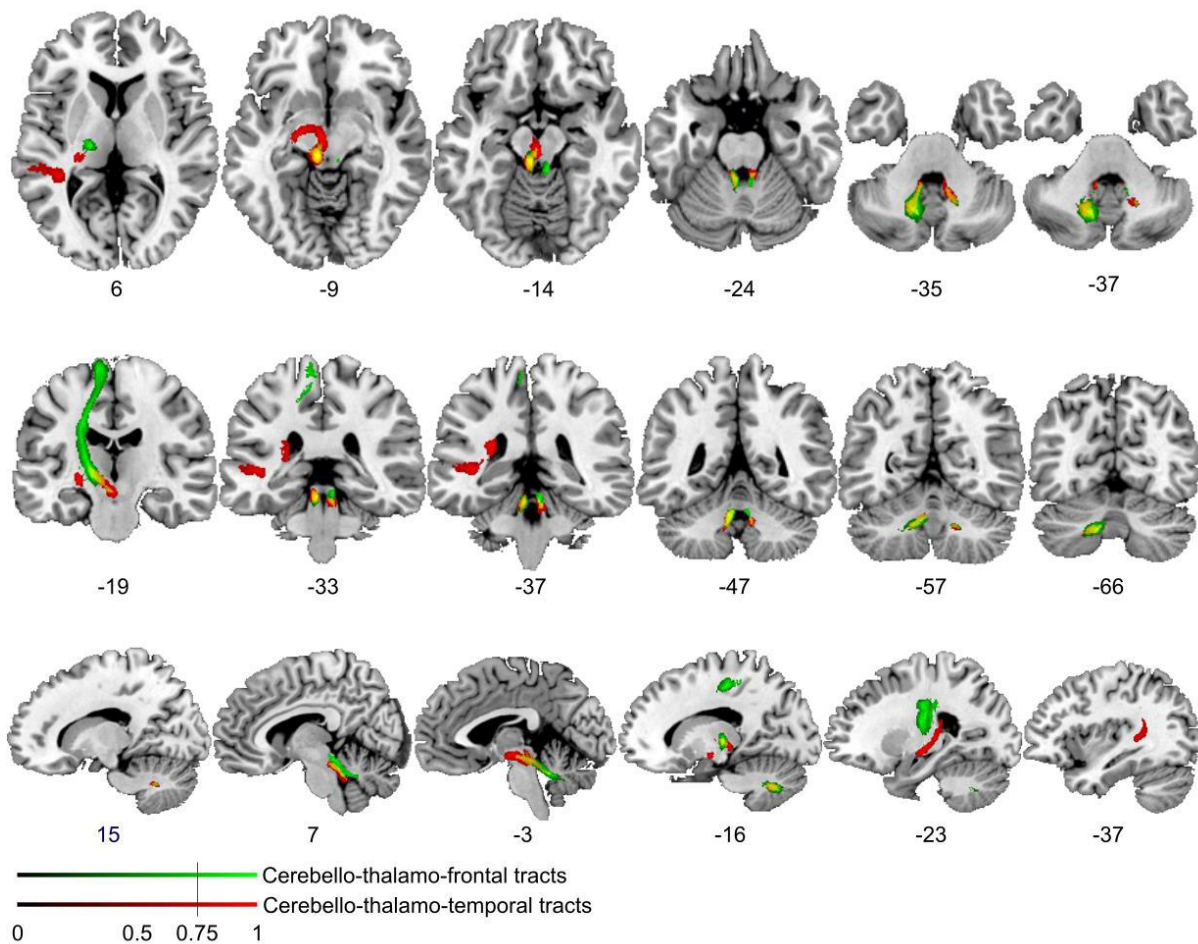 6 -9 -14 -24 -35 -37
-19 -33 -37 -47 -57 -66
15 7 -3 -16 -23 -37
Cerebello-thalamo-frontal tracts
Cerebello-thalamo-temporal tracts
0 0.5 0.75 1